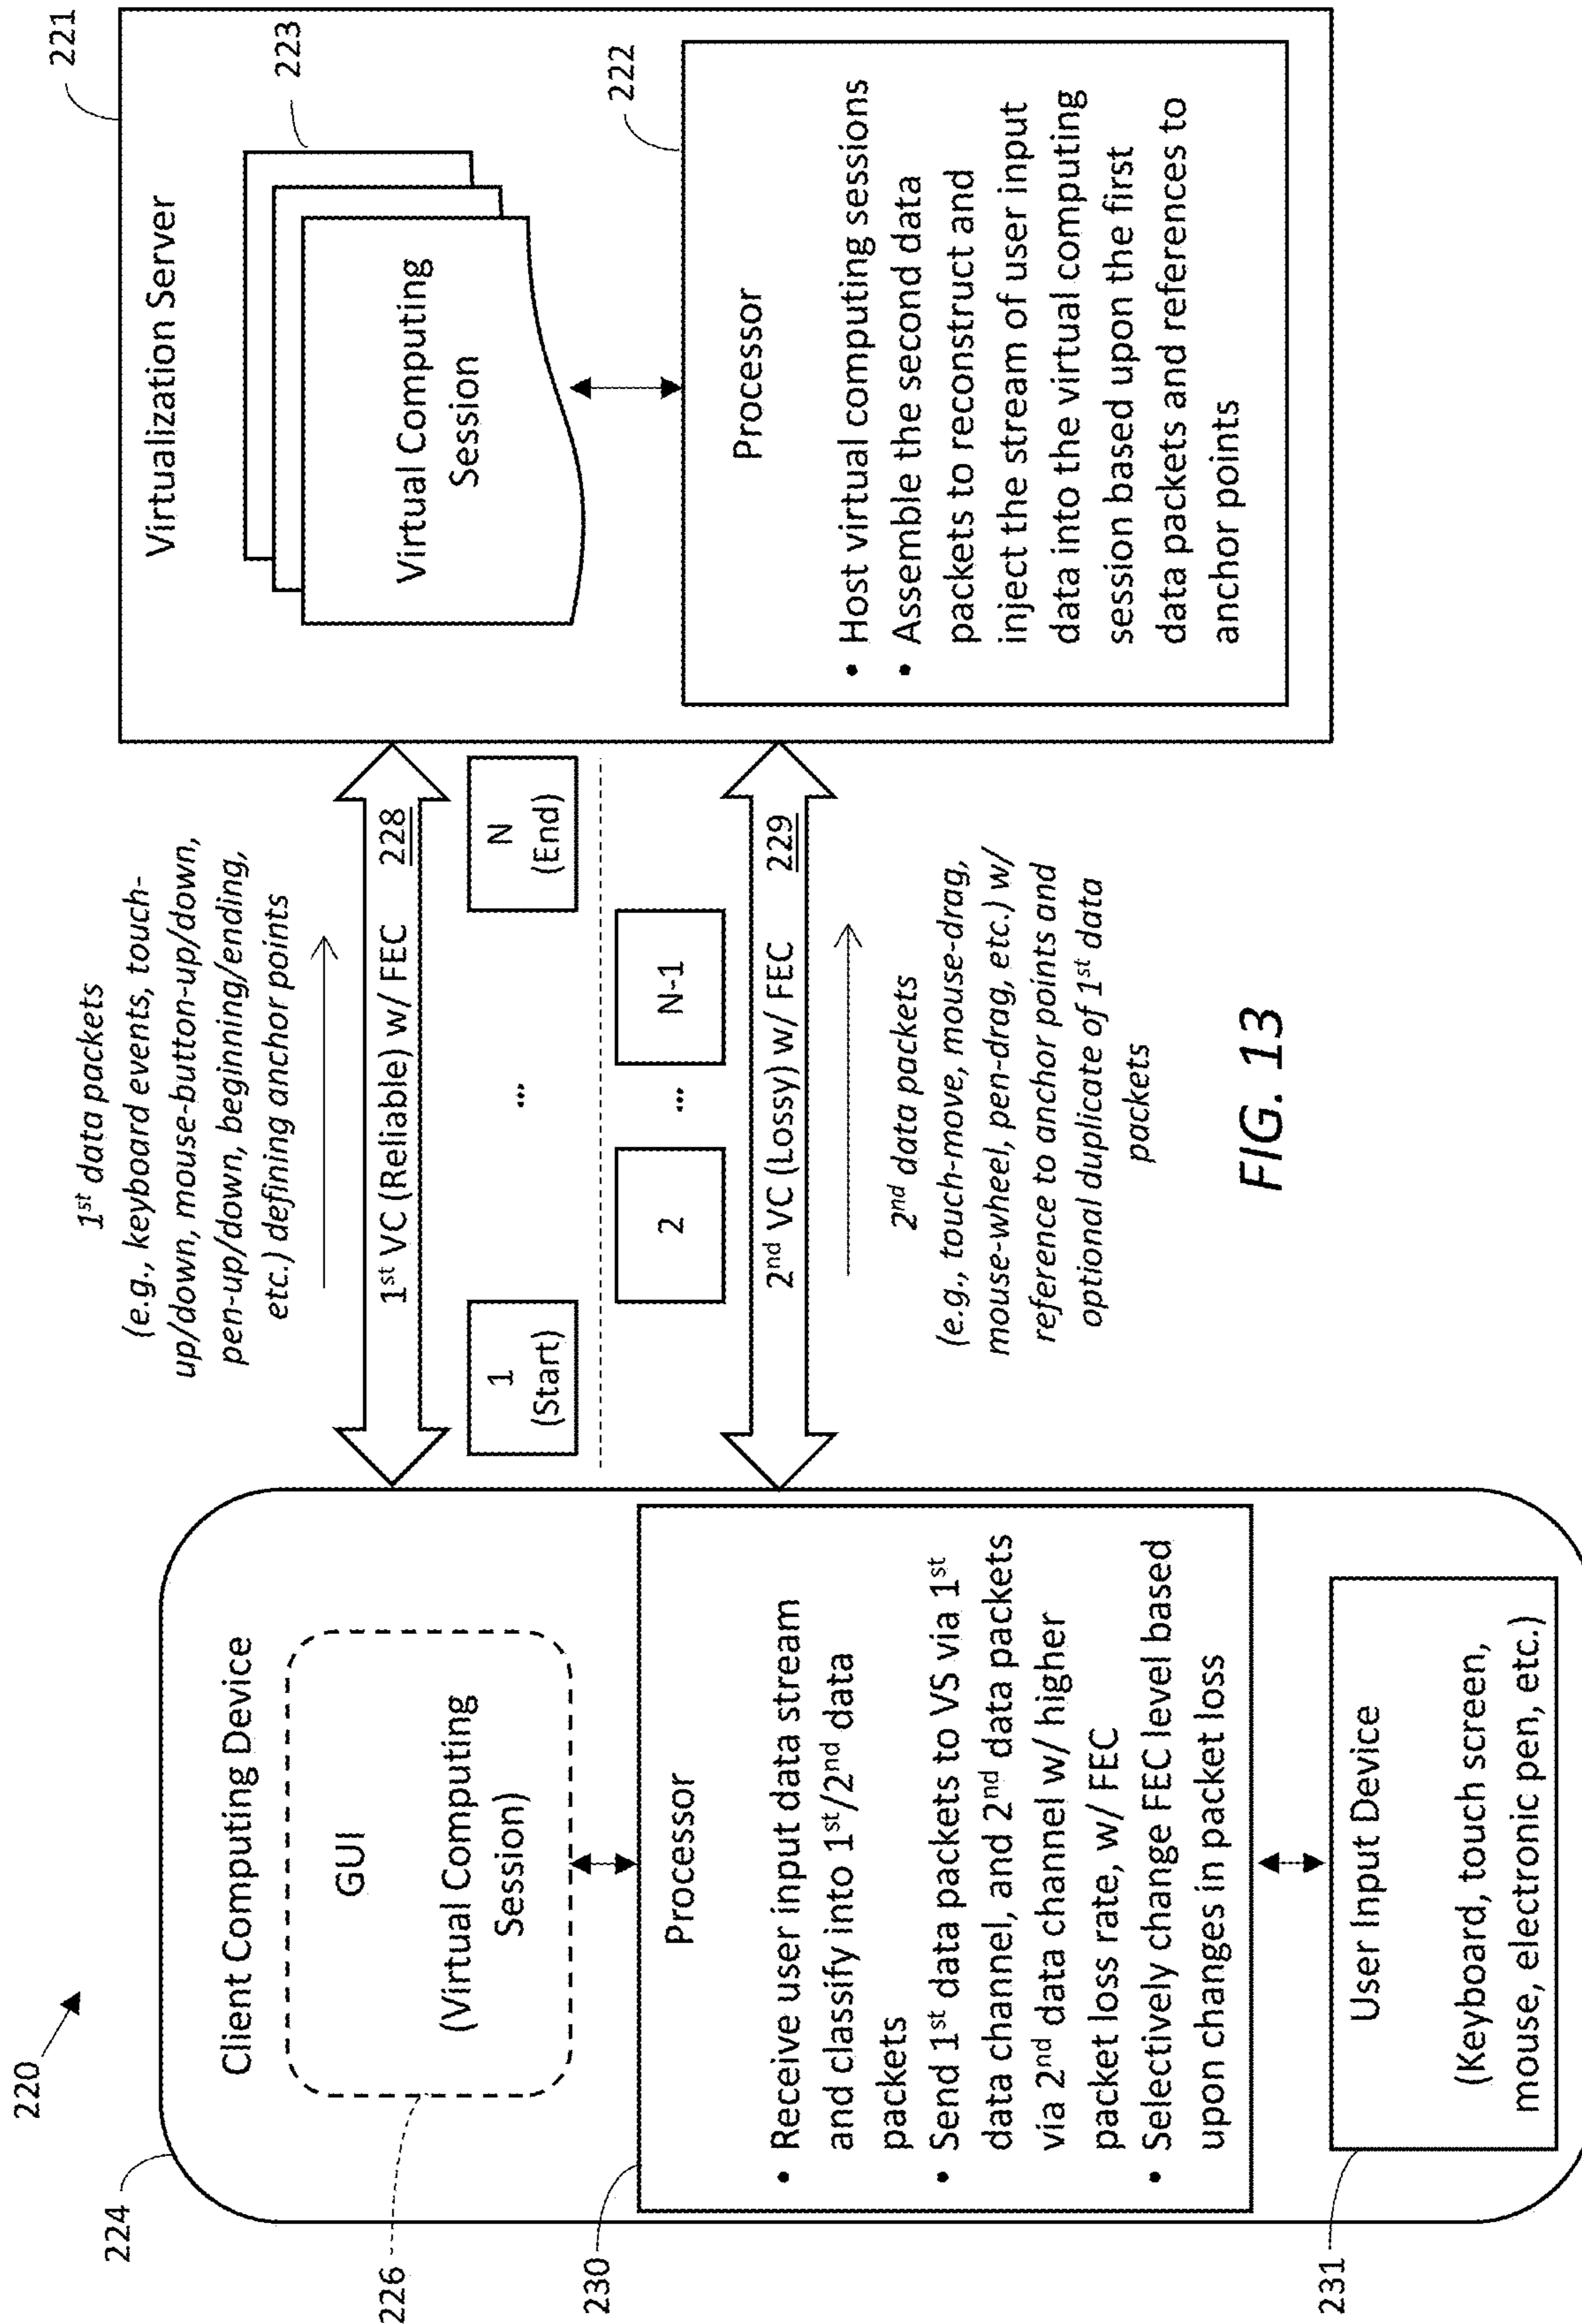 220
224
Client Computing Device
GUI
(Virtual Computing
Session)
226
Processor
• Receive user input data stream
and classify into 1st/2nd data
packets
• Send 1st data packets to VS via 1st
data channel, and 2nd data packets
via 2nd data channel w/ higher
packet loss rate, w/ FEC
• Selectively change FEC level based
upon changes in packet loss
230
User Input Device
(Keyboard, touch screen,
mouse, electronic pen, etc.)
231
1st data packets
(e.g., keyboard events, touch-
up/down, mouse-button-up/down,
pen-up/down, beginning/ending,
etc.) defining anchor points
1st VC (Reliable) w/ FEC 228
1
(Start)
...
N
(End)
2
...
N-1
2nd VC (Lossy) w/ FEC 229
2nd data packets
(e.g., touch-move, mouse-drag,
mouse-wheel, pen-drag, etc.) w/
reference to anchor points and
optional duplicate of 1st data
packets
221
Virtualization Server
223
Virtual Computing
Session
222
Processor
• Host virtual computing sessions
• Assemble the second data
packets to reconstruct and
inject the stream of user input
data into the virtual computing
session based upon the first
data packets and references to
anchor points
FIG. 13